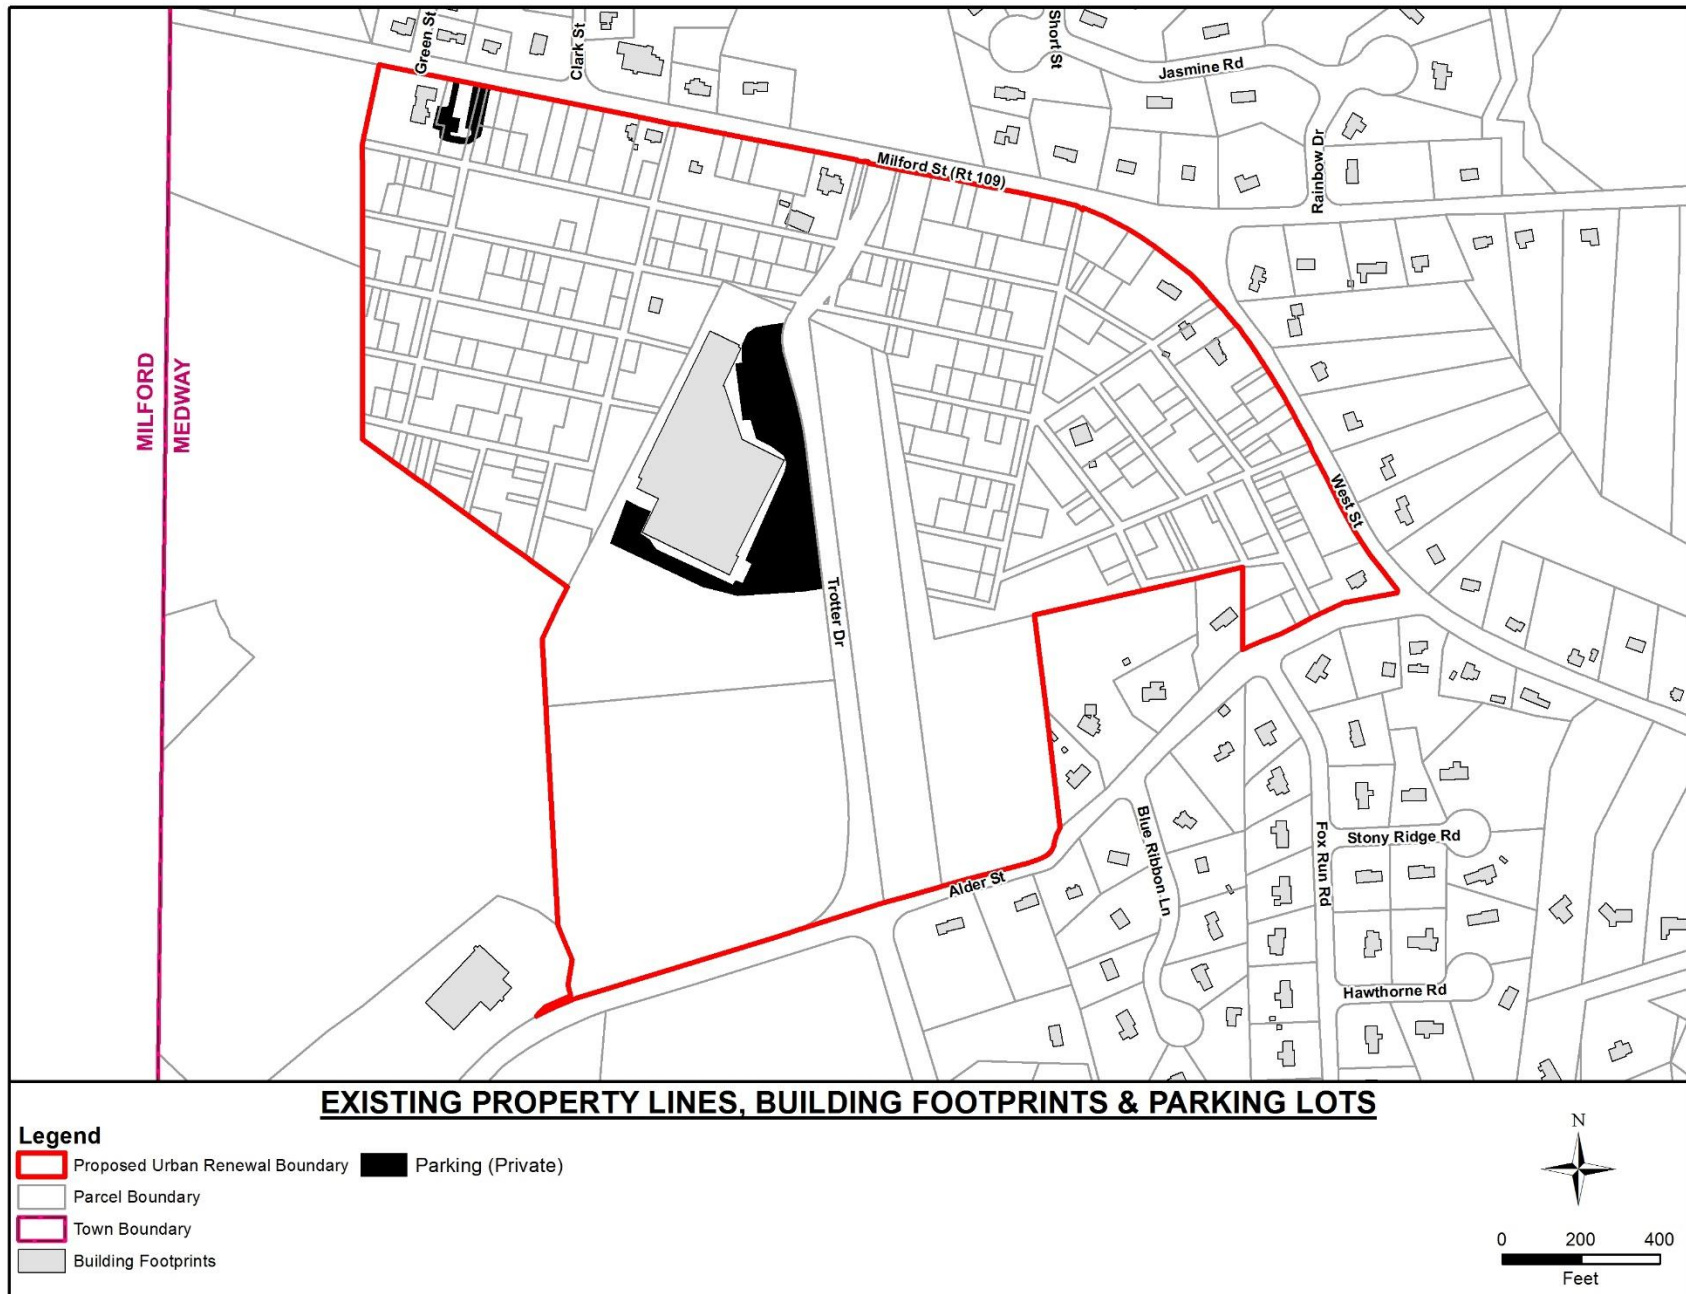 Green St
Clark St
Short St
Jasmine Rd
Rainbow Dr
Milford St (Rt 109)
MILFORD
MEDWAY
West St
Trotter Dr
Alder St
Blue Ribbon Ln
Fox Run Rd
Stony Ridge Rd
Hawthorne Rd
EXISTING PROPERTY LINES, BUILDING FOOTPRINTS & PARKING LOTS
Legend
Proposed Urban Renewal Boundary
Parking (Private)
Parcel Boundary
Town Boundary
Building Footprints
N
0 200 400
Feet